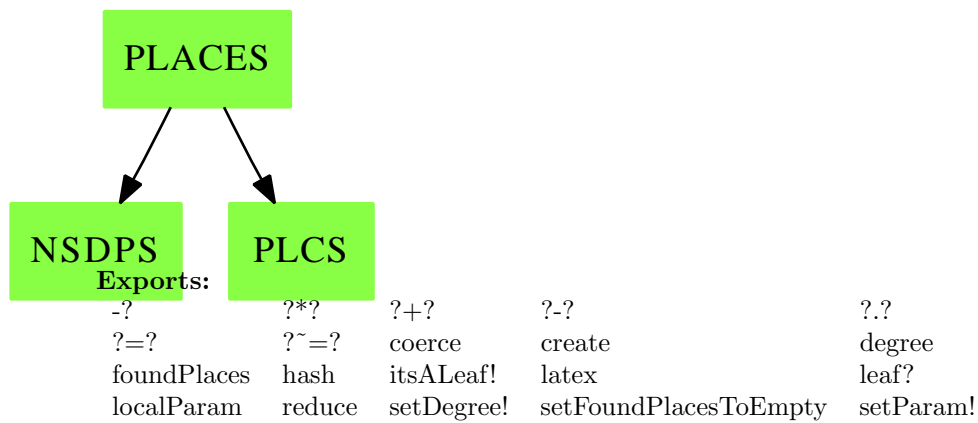 PLACES
NSDPS PLCS
Exports:
-? ?*? ?+? ?-? ?.?
?=? ?~=? coerce create degree
foundPlaces hash itsALeaf! latex leaf?
localParam reduce setDegree! setFoundPlacesToEmpty setParam!